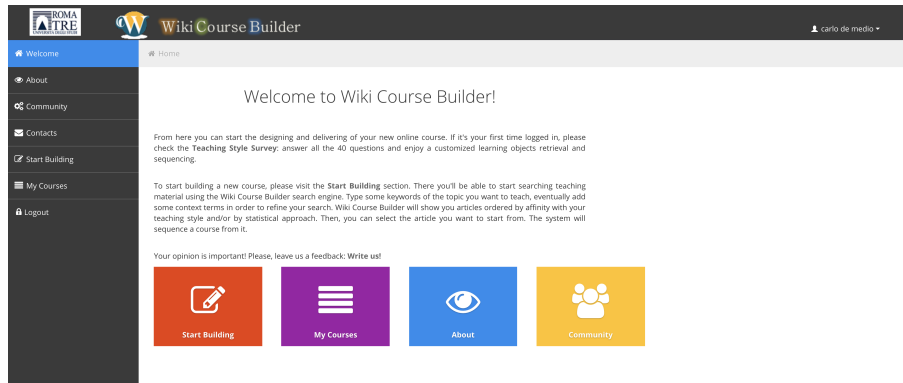 ROMA
TRE
UNIVERSITÀ DEGLI STUDI
W Wiki Course Builder
carlo de medio
Welcome
Home
About
Community
Contacts
Start Building
My Courses
Logout
Welcome to Wiki Course Builder!
From here you can start the designing and delivering of your new online course. If it's your first time logged in, please
check the Teaching Style Survey: answer all the 40 questions and enjoy a customized learning objects retrieval and
sequencing.
To start building a new course, please visit the Start Building section. There you'll be able to start searching teaching
material using the Wiki Course Builder search engine. Type some keywords of the topic you want to teach, eventually add
some context terms in order to refine your search. Wiki Course Builder will show you articles ordered by affinity with your
teaching style and/or by statistical approach. Then, you can select the article you want to start from. The system will
sequence a course from it.
Your opinion is important! Please, leave us a feedback: Write us!
Start Building
My Courses
About
Community